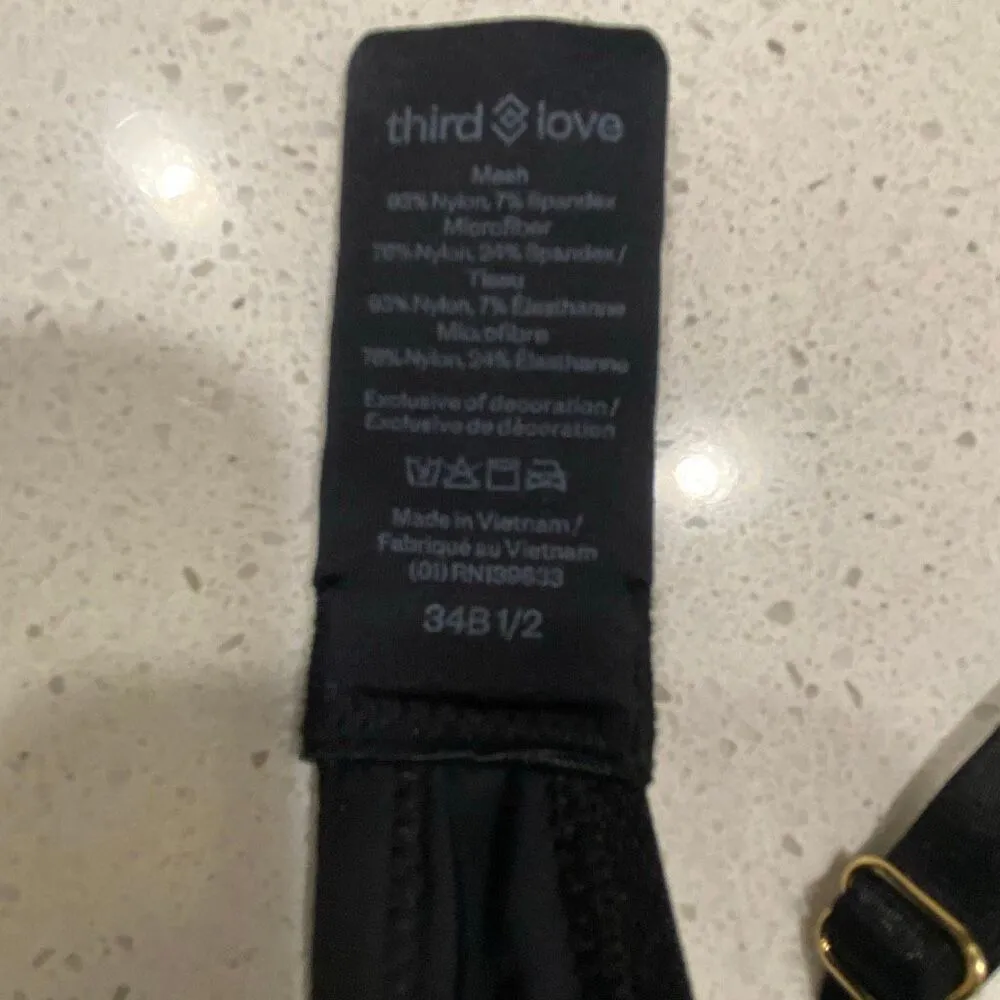 third love
Mesh
93% Nylon, 7% Spandex
Microfiber
76% Nylon, 24% Spandex /
Tissu
93% Nylon, 7% Élasthanne
Microfibre
76% Nylon, 24% Élasthanne
Exclusive of decoration /
Exclusive de décoration
Made in Vietnam /
Fabriqué au Vietnam
(01) RN139633
34B 1/2